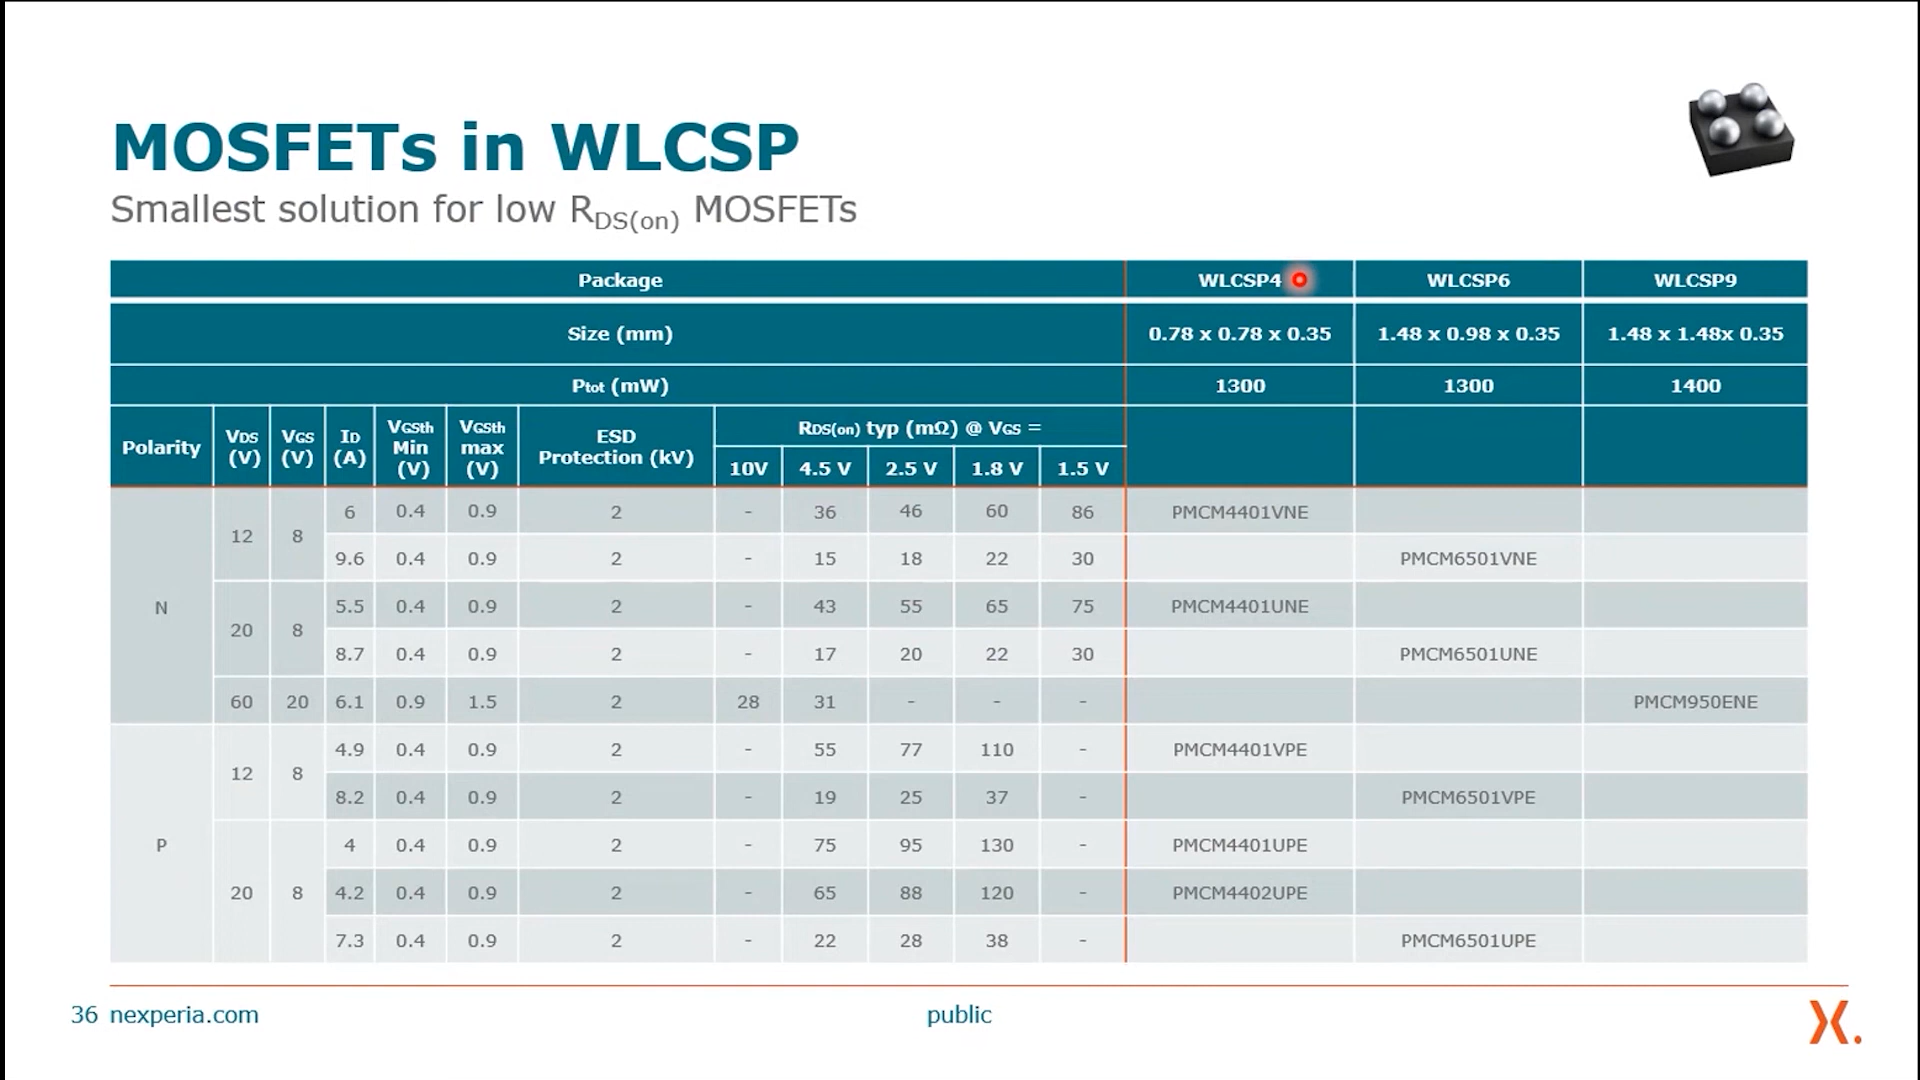 MOSFETs in WLCSP
Smallest solution for low RDS(on) MOSFETs
Package WLCSP4 WLCSP6 WLCSP9
Size (mm) 0.78 x 0.78 x 0.35 1.48 x 0.98 x 0.35 1.48 x 1.48x 0.35
Ptot (mW) 1300 1300 1400
Polarity VDS (V) VGS (V) ID (A) VGSth Min (V) VGSth max (V) ESD Protection (kV) RDS(on) typ (mΩ) @ VGS =
10V 4.5 V 2.5 V 1.8 V 1.5 V
N 12 8 6 0.4 0.9 2 - 36 46 60 86 PMCM4401VNE
9.6 0.4 0.9 2 - 15 18 22 30 PMCM6501VNE
20 8 5.5 0.4 0.9 2 - 43 55 65 75 PMCM4401UNE
8.7 0.4 0.9 2 - 17 20 22 30 PMCM6501UNE
60 20 6.1 0.9 1.5 2 28 31 - - - PMCM950ENE
P 12 8 4.9 0.4 0.9 2 - 55 77 110 - PMCM4401VPE
8.2 0.4 0.9 2 - 19 25 37 - PMCM6501VPE
20 8 4 0.4 0.9 2 - 75 95 130 - PMCM4401UPE
4.2 0.4 0.9 2 - 65 88 120 - PMCM4402UPE
7.3 0.4 0.9 2 - 22 28 38 - PMCM6501UPE
36 nexperia.com public